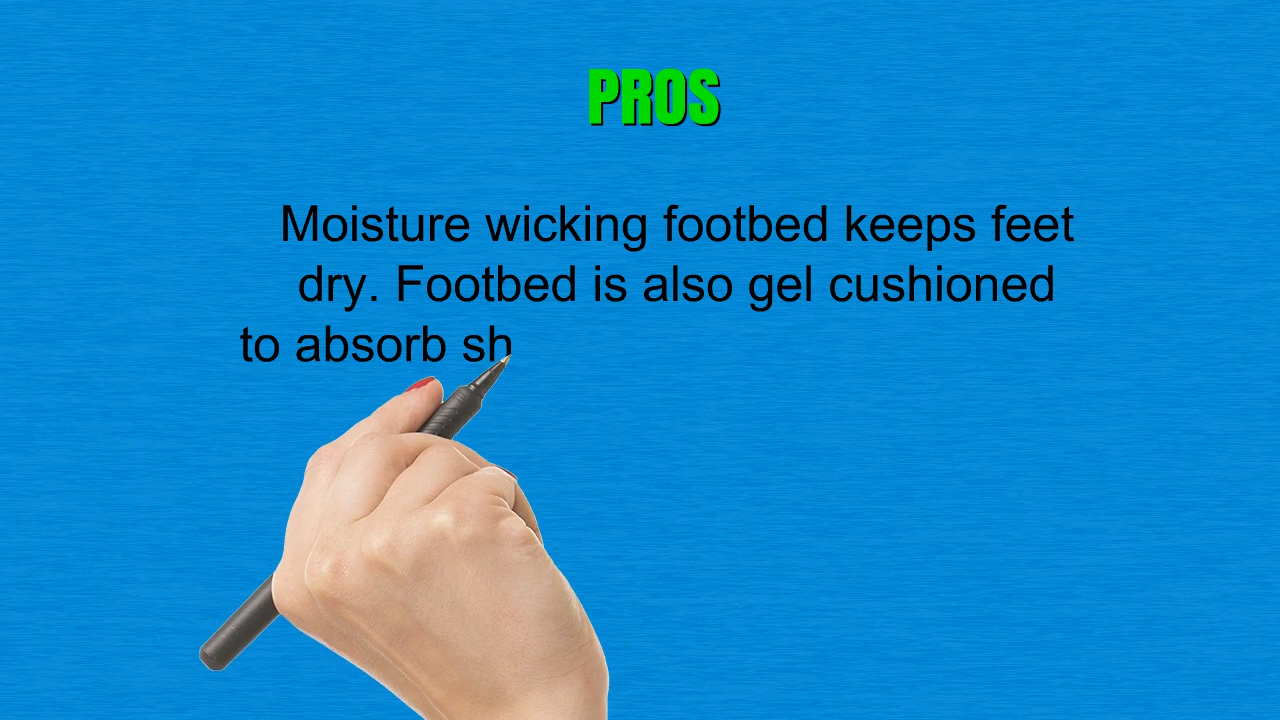 PROS
Moisture wicking footbed keeps feet
dry. Footbed is also gel cushioned
to absorb sh